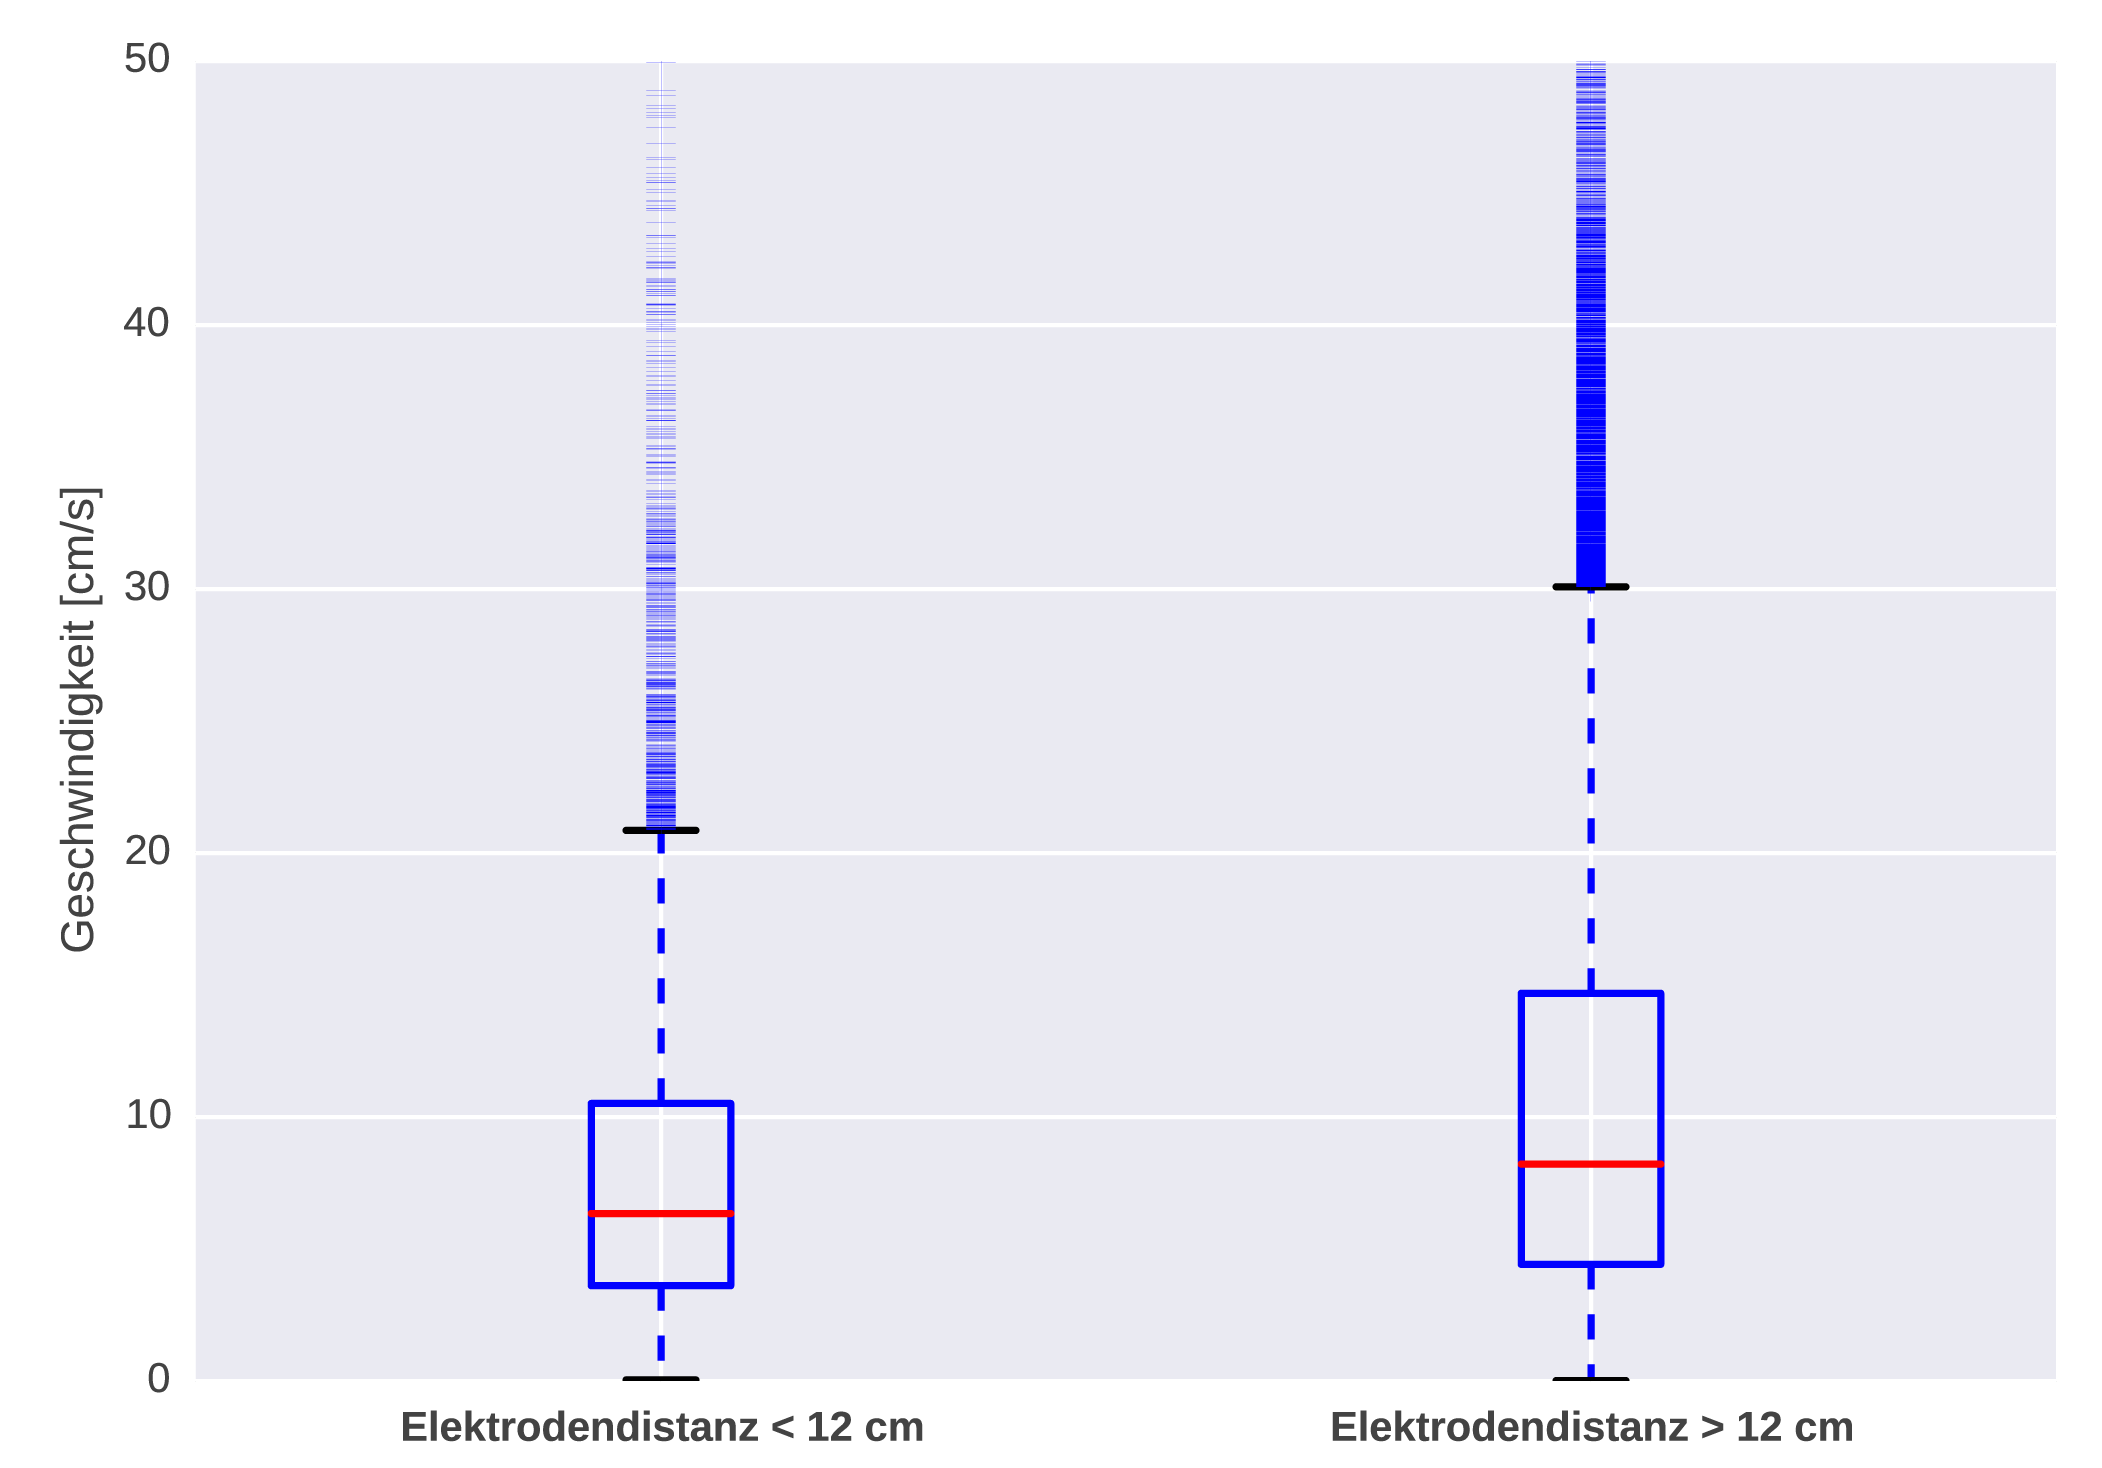 50
40
30
20
10
0
Geschwindigkeit [cm/s]
Elektrodendistanz < 12 cm
Elektrodendistanz > 12 cm